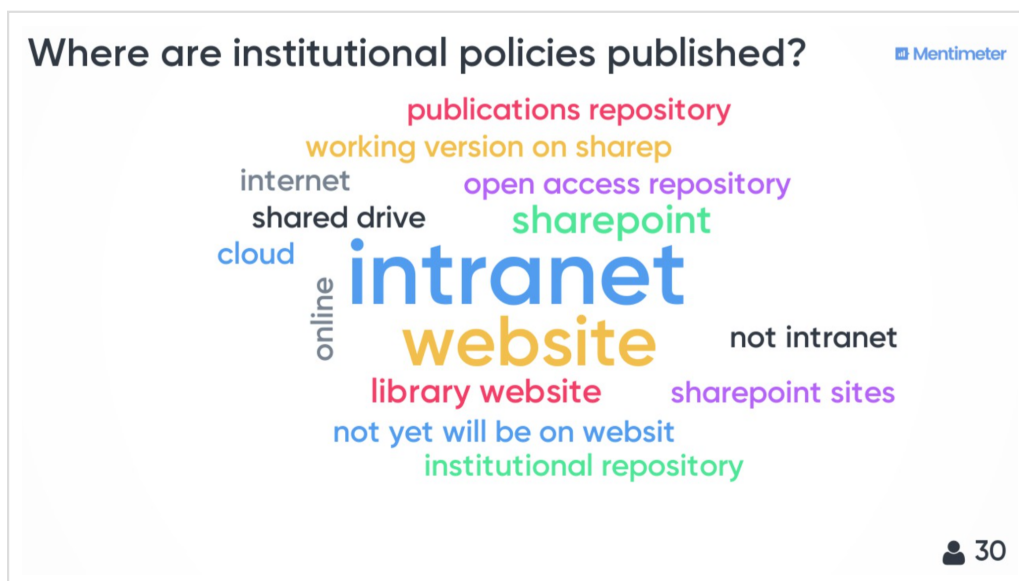 Where are institutional policies published?
Mentimeter
publications repository
working version on sharep
internet
open access repository
shared drive
sharepoint
cloud
intranet
online
website
not intranet
library website
sharepoint sites
not yet will be on websit
institutional repository
30